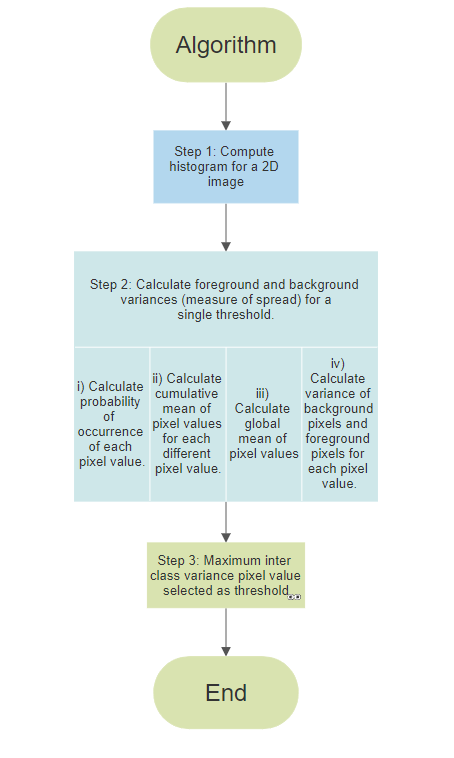 Algorithm
Step 1: Compute
histogram for a 2D
image
Step 2: Calculate foreground and background
variances (measure of spread) for a
single threshold.
i) Calculate
probability
of
occurrence
of each
pixel value.
ii) Calculate
cumulative
mean of
pixel values
for each
different
pixel value.
iii)
Calculate
global
mean of
pixel values
iv)
Calculate
variance of
background
pixels and
foreground
pixels for
each pixel
value.
Step 3: Maximum inter
class variance pixel value
selected as threshold
End